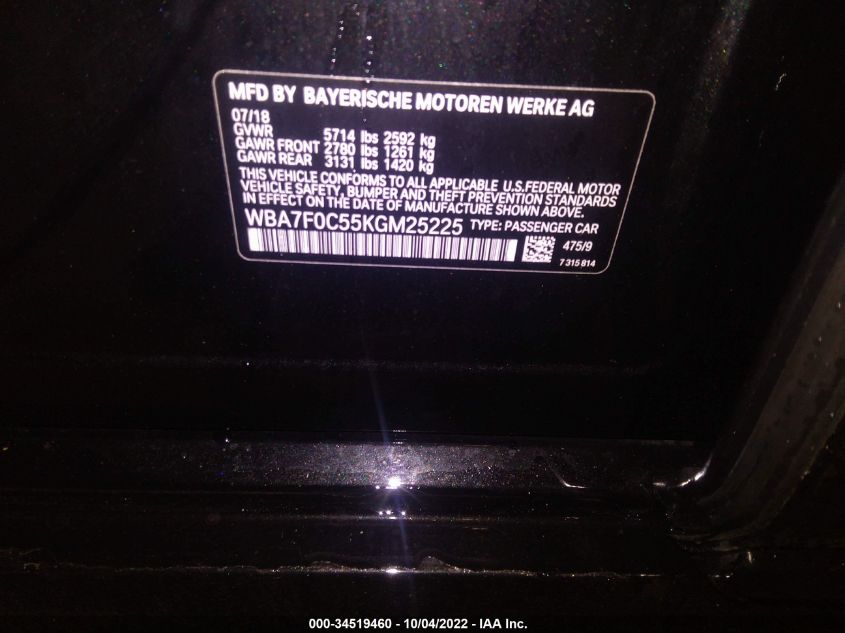 MFD BY BAYERISCHE MOTOREN WERKE AG
07/18
GVWR 5714 lbs 2592 kg
GAWR FRONT 2780 lbs 1261 kg
GAWR REAR 3131 lbs 1420 kg
THIS VEHICLE CONFORMS TO ALL APPLICABLE U.S.FEDERAL MOTOR
VEHICLE SAFETY, BUMPER AND THEFT PREVENTION STANDARDS
IN EFFECT ON THE DATE OF MANUFACTURE SHOWN ABOVE.
WBA7F0C55KGM25225 TYPE: PASSENGER CAR
475/9
7 315 814
000-34519460 - 10/04/2022 - IAA Inc.